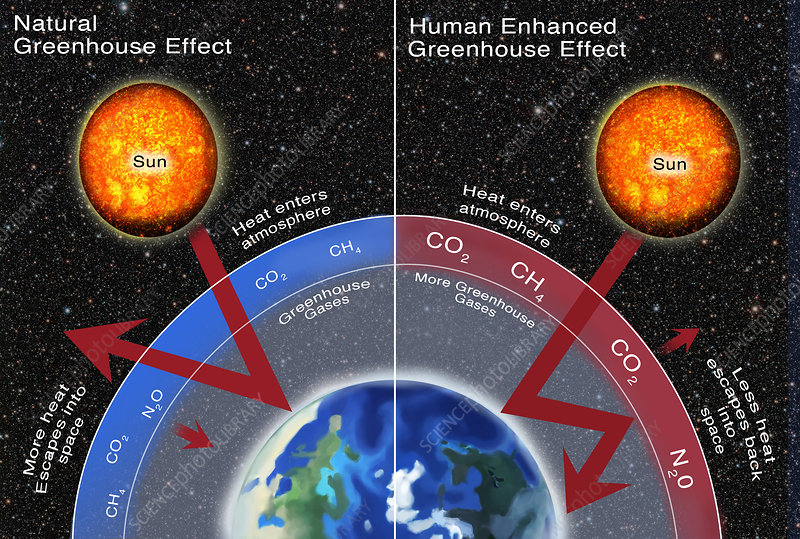 Natural
Greenhouse Effect
Sun
Heat enters
atmosphere
CO2
CH4
Greenhouse
Gases
N2O
CO2
CH4
More heat
Escapes into
space
Human Enhanced
Greenhouse Effect
Sun
Heat enters
atmosphere
CO2
CH4
More Greenhouse
Gases
CO2
N20
Less heat
escapes back
into
space
SCIENCEPHOTOLIBRARY